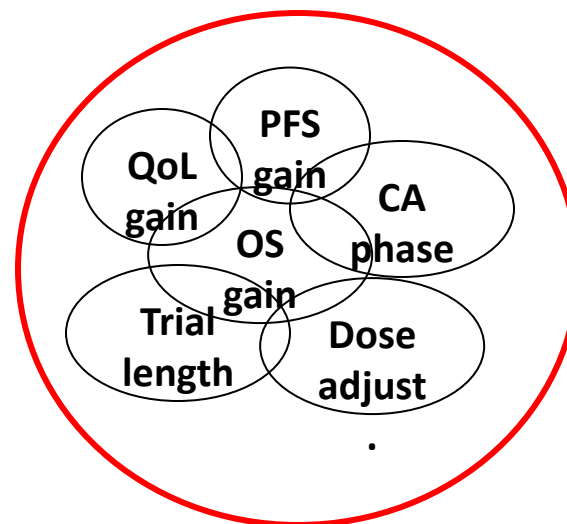 PFS
gain
QoL
gain
CA
phase
OS
gain
Trial
length
Dose
adjust
.